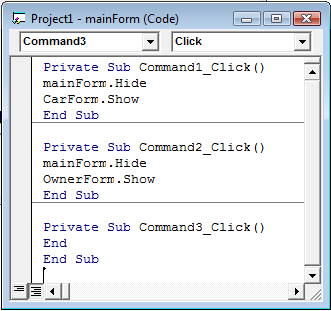 Project1 - mainForm (Code)
Command3 Click
Private Sub Command1_Click()
mainForm.Hide
CarForm.Show
End Sub
Private Sub Command2_Click()
mainForm.Hide
OwnerForm.Show
End Sub
Private Sub Command3_Click()
End
End Sub